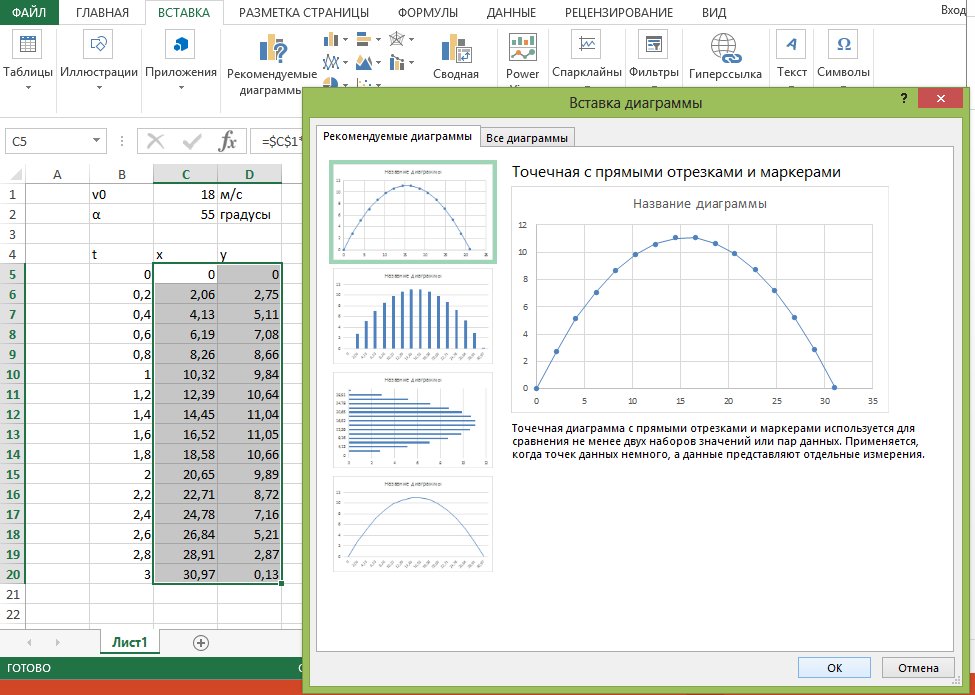 ФАЙЛ ГЛАВНАЯ ВСТАВКА РАЗМЕТКА СТРАНИЦЫ ФОРМУЛЫ ДАННЫЕ РЕЦЕНЗИРОВАНИЕ ВИД Вход
Таблицы Иллюстрации Приложения Рекомендуемые диаграммы Сводная Power Спарклайны Фильтры Гиперссылка Текст Символы
Вставка диаграммы ?
C5 fx =$C$1*
Рекомендуемые диаграммы Все диаграммы
A B C D
1 v0 18 м/с
2 α 55 градусы
3
4 t x y
5 0 0 0
6 0,2 2,06 2,75
7 0,4 4,13 5,11
8 0,6 6,19 7,08
9 0,8 8,26 8,66
10 1 10,32 9,84
11 1,2 12,39 10,64
12 1,4 14,45 11,04
13 1,6 16,52 11,05
14 1,8 18,58 10,66
15 2 20,65 9,89
16 2,2 22,71 8,72
17 2,4 24,78 7,16
18 2,6 26,84 5,21
19 2,8 28,91 2,87
20 3 30,97 0,13
21
22
Лист1
ГОТОВО
Название диаграммы
Название диаграммы
Название диаграммы
Название диаграммы
Точечная с прямыми отрезками и маркерами
Название диаграммы
12
10
8
6
4
2
0
0 5 10 15 20 25 30 35
Точечная диаграмма с прямыми отрезками и маркерами используется для
сравнения не менее двух наборов значений или пар данных. Применяется,
когда точек данных немного, а данные представляют отдельные измерения.
ОК Отмена